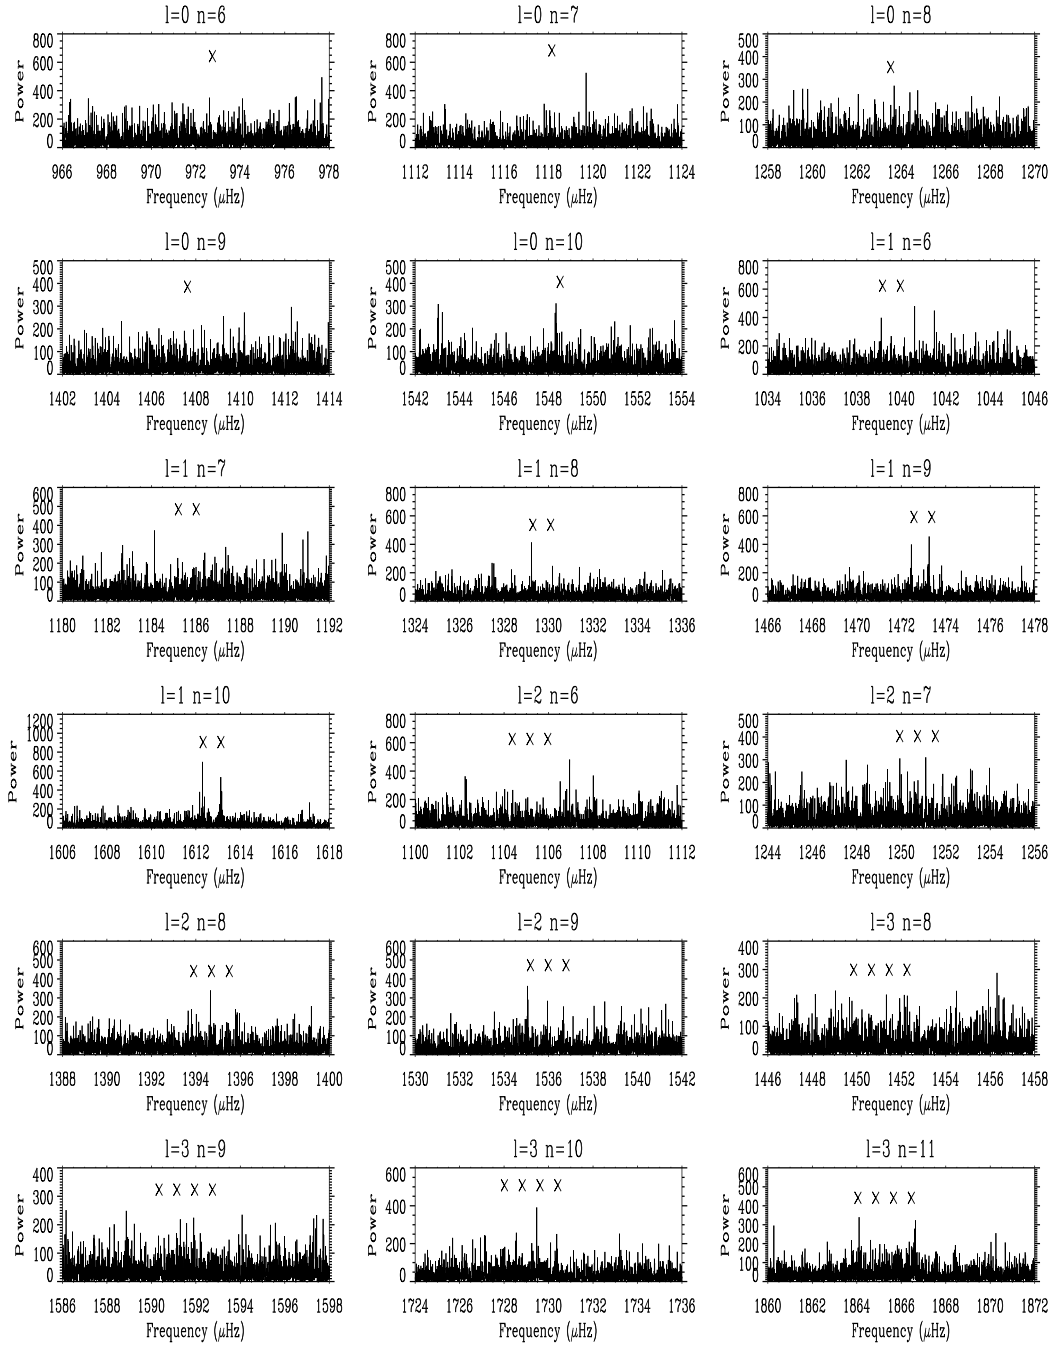 l=0 n=6
800
600
400
200
0
Power
966 968 970 972 974 976 978
Frequency (μHz)
l=0 n=7
800
600
400
200
0
Power
1112 1114 1116 1118 1120 1122 1124
Frequency (μHz)
l=0 n=8
500
400
300
200
100
0
Power
1258 1260 1262 1264 1266 1268 1270
Frequency (μHz)
l=0 n=9
500
400
300
200
100
0
Power
1402 1404 1406 1408 1410 1412 1414
Frequency (μHz)
l=0 n=10
500
400
300
200
100
0
Power
1542 1544 1546 1548 1550 1552 1554
Frequency (μHz)
l=1 n=6
800
600
400
200
0
Power
1034 1036 1038 1040 1042 1044 1046
Frequency (μHz)
l=1 n=7
600
500
400
300
200
100
0
Power
1180 1182 1184 1186 1188 1190 1192
Frequency (μHz)
l=1 n=8
800
600
400
200
0
Power
1324 1326 1328 1330 1332 1334 1336
Frequency (μHz)
l=1 n=9
800
600
400
200
0
Power
1466 1468 1470 1472 1474 1476 1478
Frequency (μHz)
l=1 n=10
1200
1000
800
600
400
200
0
Power
1606 1608 1610 1612 1614 1616 1618
Frequency (μHz)
l=2 n=6
800
600
400
200
0
Power
1100 1102 1104 1106 1108 1110 1112
Frequency (μHz)
l=2 n=7
500
400
300
200
100
0
Power
1244 1246 1248 1250 1252 1254 1256
Frequency (μHz)
l=2 n=8
600
500
400
300
200
100
0
Power
1388 1390 1392 1394 1396 1398 1400
Frequency (μHz)
l=2 n=9
600
500
400
300
200
100
0
Power
1530 1532 1534 1536 1538 1540 1542
Frequency (μHz)
l=3 n=8
400
300
200
100
0
Power
1446 1448 1450 1452 1454 1456 1458
Frequency (μHz)
l=3 n=9
400
300
200
100
0
Power
1586 1588 1590 1592 1594 1596 1598
Frequency (μHz)
l=3 n=10
600
400
200
0
Power
1724 1726 1728 1730 1732 1734 1736
Frequency (μHz)
l=3 n=11
600
500
400
300
200
100
0
Power
1860 1862 1864 1866 1868 1870 1872
Frequency (μHz)